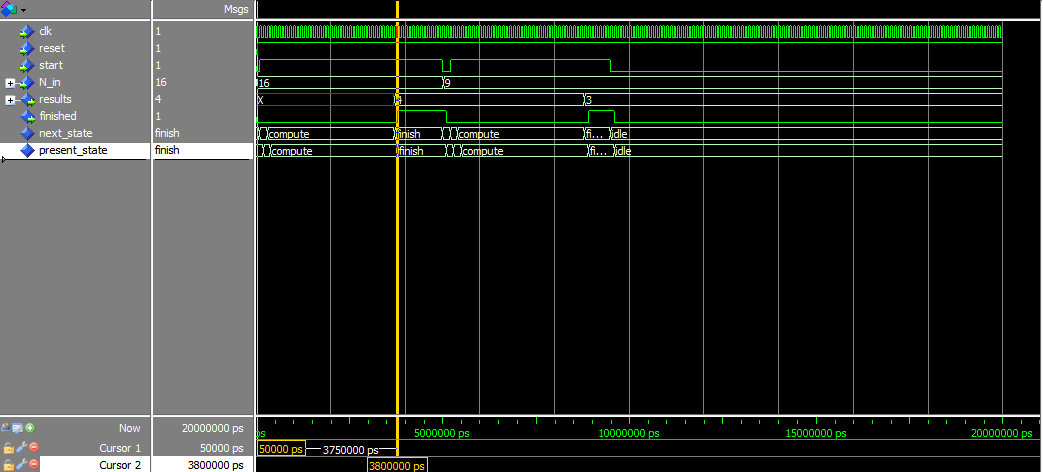 Msgs
clk 1
reset 1
start 1
N_in 16 16 9
results 4 X 4 3
finished 1
next_state finish compute finish compute fi... idle
present_state finish compute finish compute fi... idle
Now 20000000 ps ps 5000000 ps 10000000 ps 15000000 ps 20000000 ps
Cursor 1 50000 ps 50000 ps 3750000 ps
Cursor 2 3800000 ps 3800000 ps